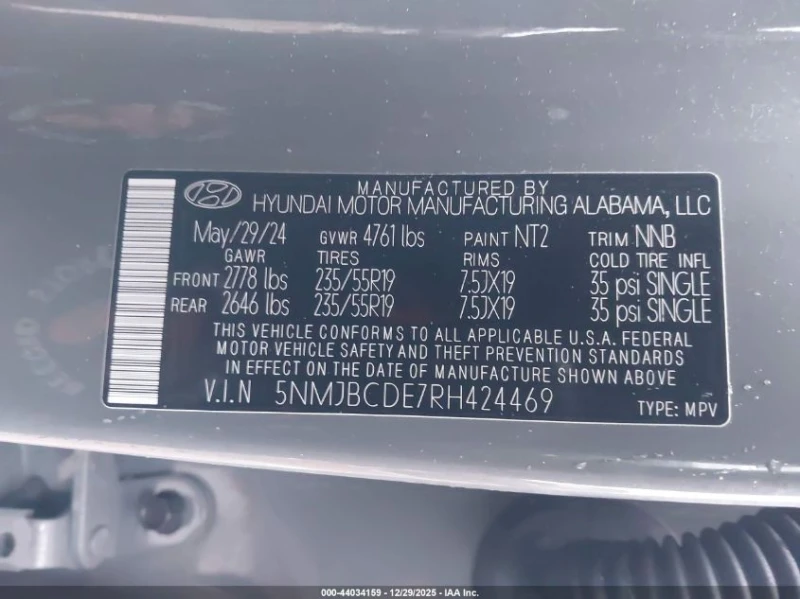 MANUFACTURED BY
HYUNDAI MOTOR MANUFACTURING ALABAMA, LLC
May/29/24 GVWR 4761 lbs PAINT NT2 TRIM NNB
GAWR TIRES RIMS COLD TIRE INFL
FRONT 2778 lbs 235/55R19 7.5JX19 35 psi SINGLE
REAR 2646 lbs 235/55R19 7.5JX19 35 psi SINGLE
THIS VEHICLE CONFORMS TO ALL APPLICABLE U.S.A. FEDERAL
MOTOR VEHICLE SAFETY AND THEFT PREVENTION STANDARDS
IN EFFECT ON THE DATE OF MANUFACTURE SHOWN ABOVE
V.I.N 5NMJBCDE7RH424469 TYPE: MPV
000-44034159 - 12/29/2025 - IAA Inc.